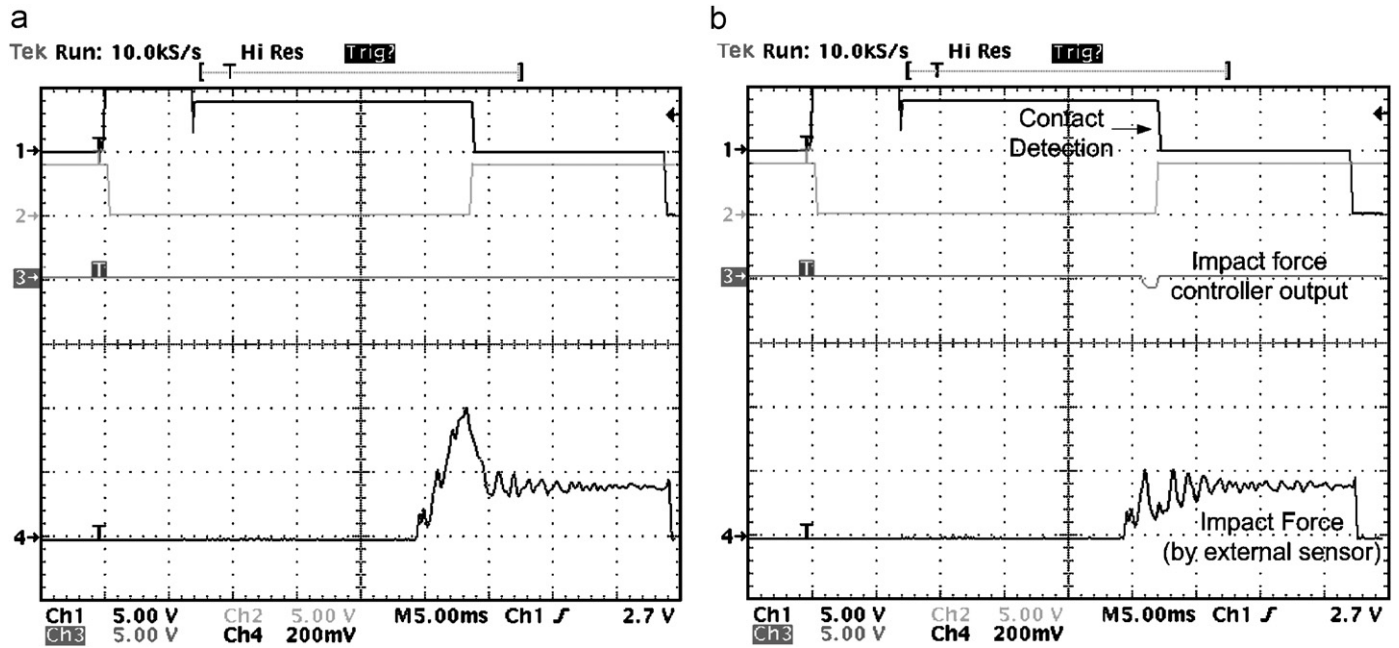 a
Tek Run: 10.0kS/s Hi Res Trig?
T
T
1
2
T
3
T
4
Ch1 5.00 V Ch2 5.00 V M5.00ms Ch1 2.7 V
Ch3 5.00 V Ch4 200mV
b
Tek Run: 10.0kS/s Hi Res Trig?
T
Contact
Detection
T
1
2
T
3
Impact force
controller output
T
4
Impact Force
(by external sensor)
Ch1 5.00 V Ch2 5.00 V M5.00ms Ch1 2.7 V
Ch3 5.00 V Ch4 200mV